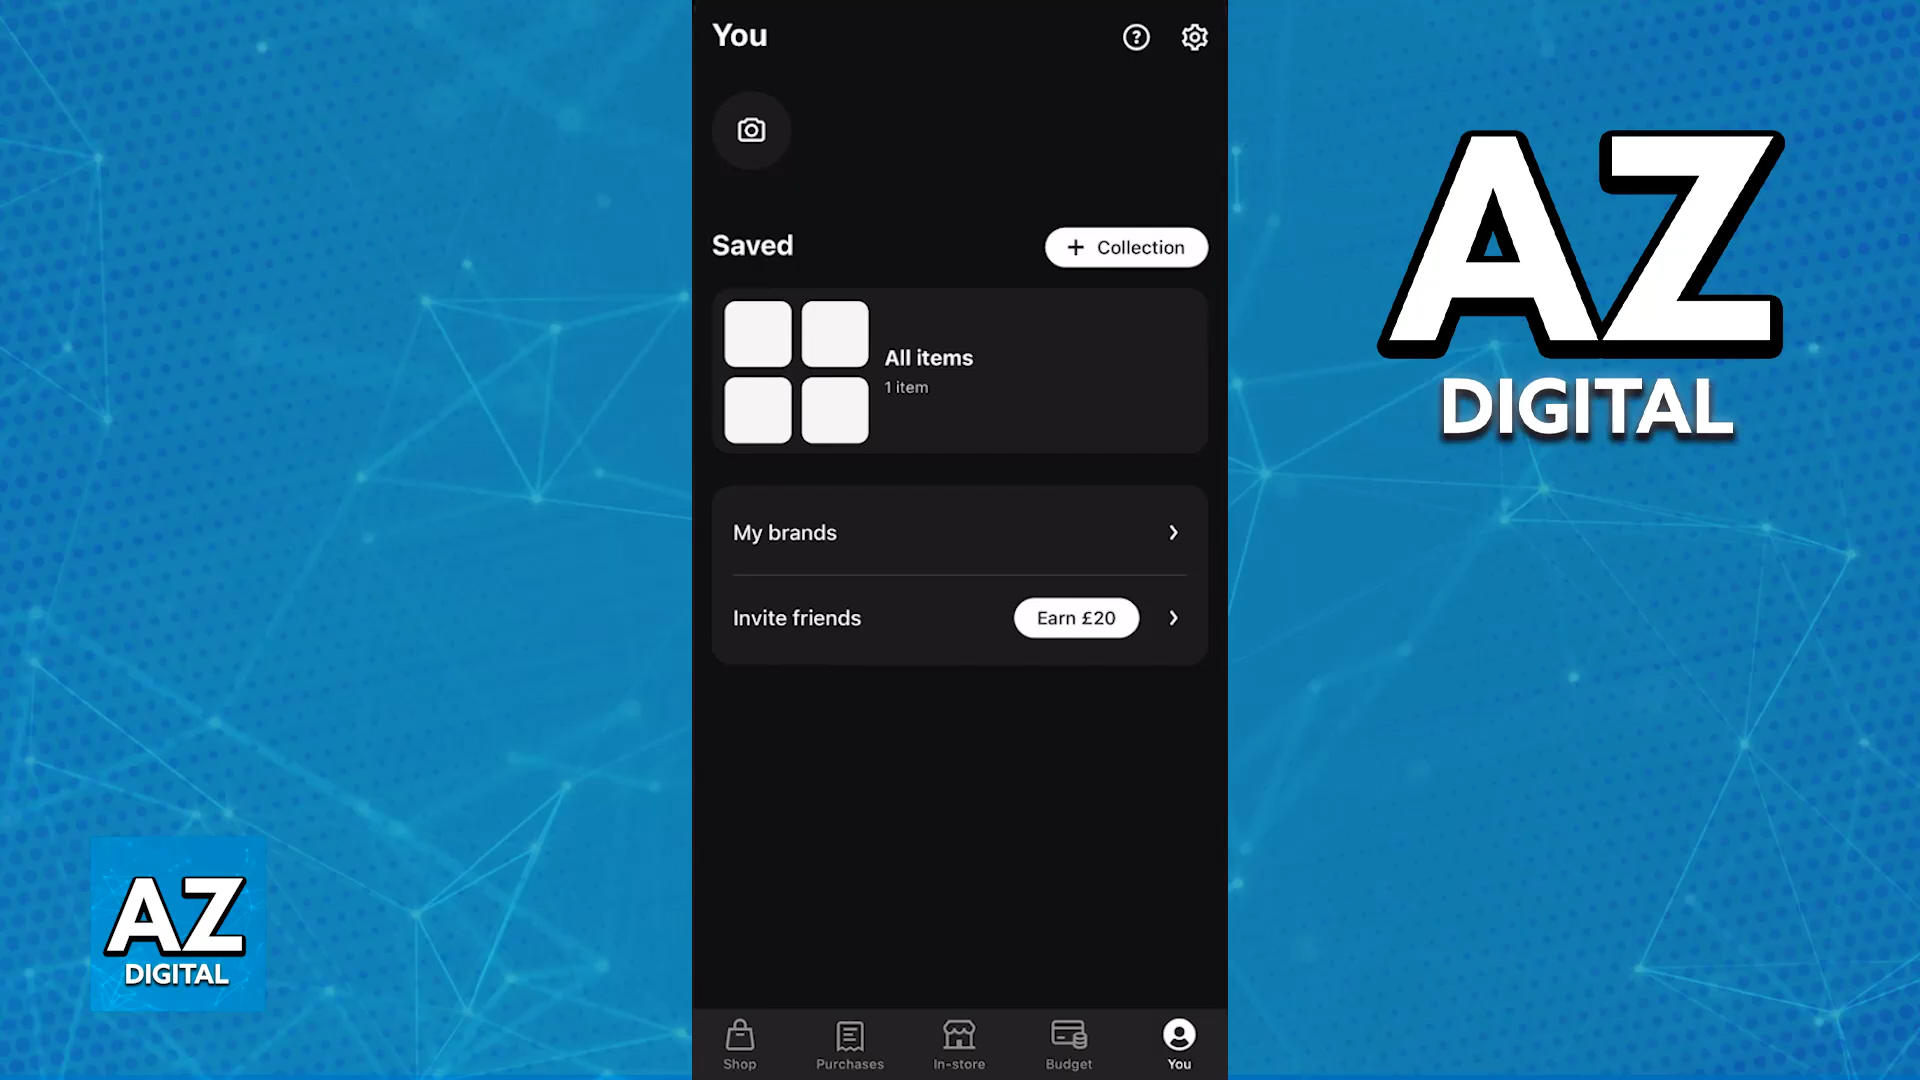 You
Saved
+ Collection
All items
1 item
My brands
Invite friends
Earn £20
Shop
Purchases
In-store
Budget
You
AZ
DIGITAL
AZ
DIGITAL